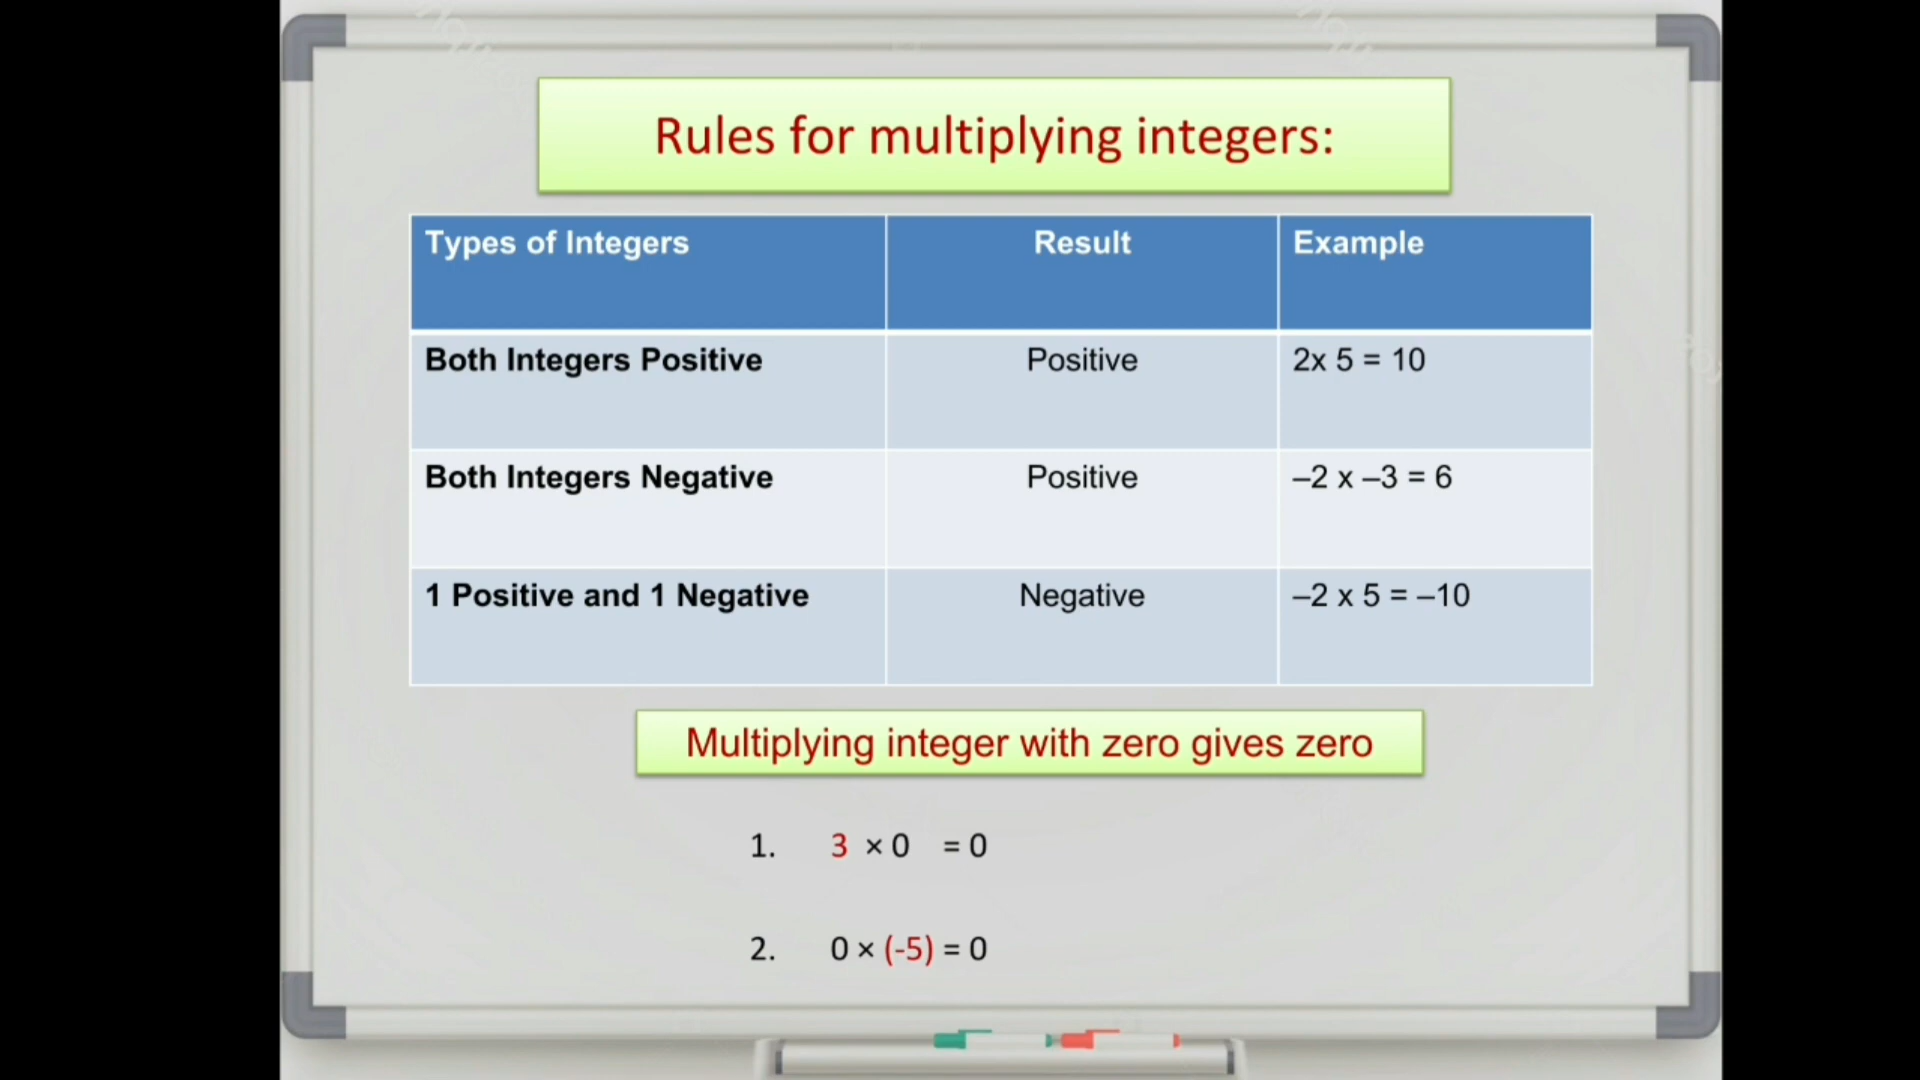 Rules for multiplying integers:
Types of Integers Result Example
Both Integers Positive Positive 2x 5 = 10
Both Integers Negative Positive –2 x –3 = 6
1 Positive and 1 Negative Negative –2 x 5 = –10
Multiplying integer with zero gives zero
1. 3 × 0 = 0
2. 0 × (-5) = 0